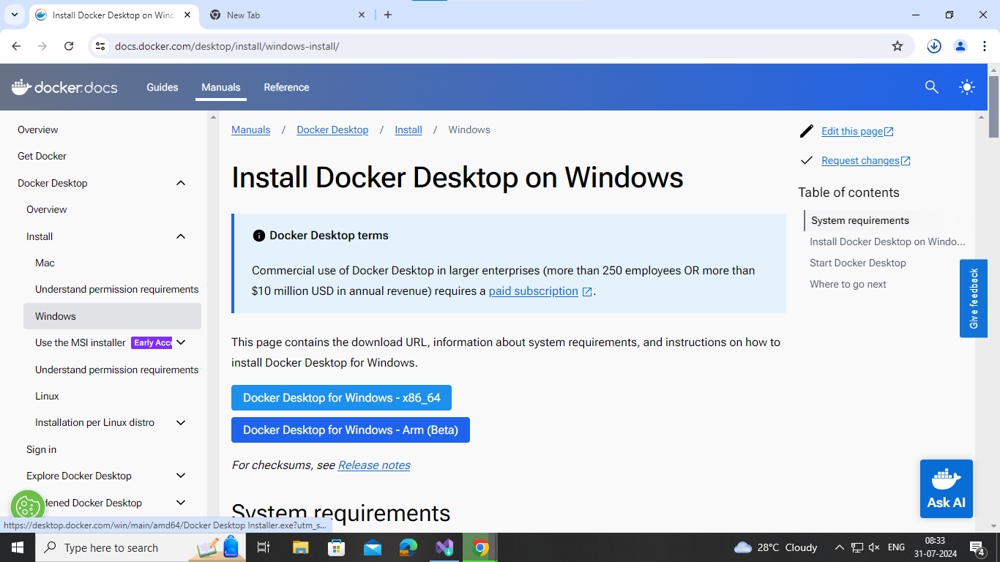 Install Docker Desktop on Wind
New Tab
docs.docker.com/desktop/install/windows-install/
docker.docs
Guides
Manuals
Reference
Overview
Get Docker
Docker Desktop
Overview
Install
Mac
Understand permission requirements
Windows
Use the MSI installer Early Acc
Understand permission requirements
Linux
Installation per Linux distro
Sign in
Explore Docker Desktop
dened Docker Desktop
Manuals / Docker Desktop / Install / Windows
Install Docker Desktop on Windows
Docker Desktop terms
Commercial use of Docker Desktop in larger enterprises (more than 250 employees OR more than
$10 million USD in annual revenue) requires a paid subscription .
This page contains the download URL, information about system requirements, and instructions on how to
install Docker Desktop for Windows.
Docker Desktop for Windows - x86_64
Docker Desktop for Windows - Arm (Beta)
For checksums, see Release notes
System requirements
Edit this page
Request changes
Table of contents
System requirements
Install Docker Desktop on Windo...
Start Docker Desktop
Where to go next
Give feedback
Ask AI
https://desktop.docker.com/win/main/amd64/Docker Desktop Installer.exe?utm_s...
Type here to search
28°C Cloudy
ENG
08:33
31-07-2024
4